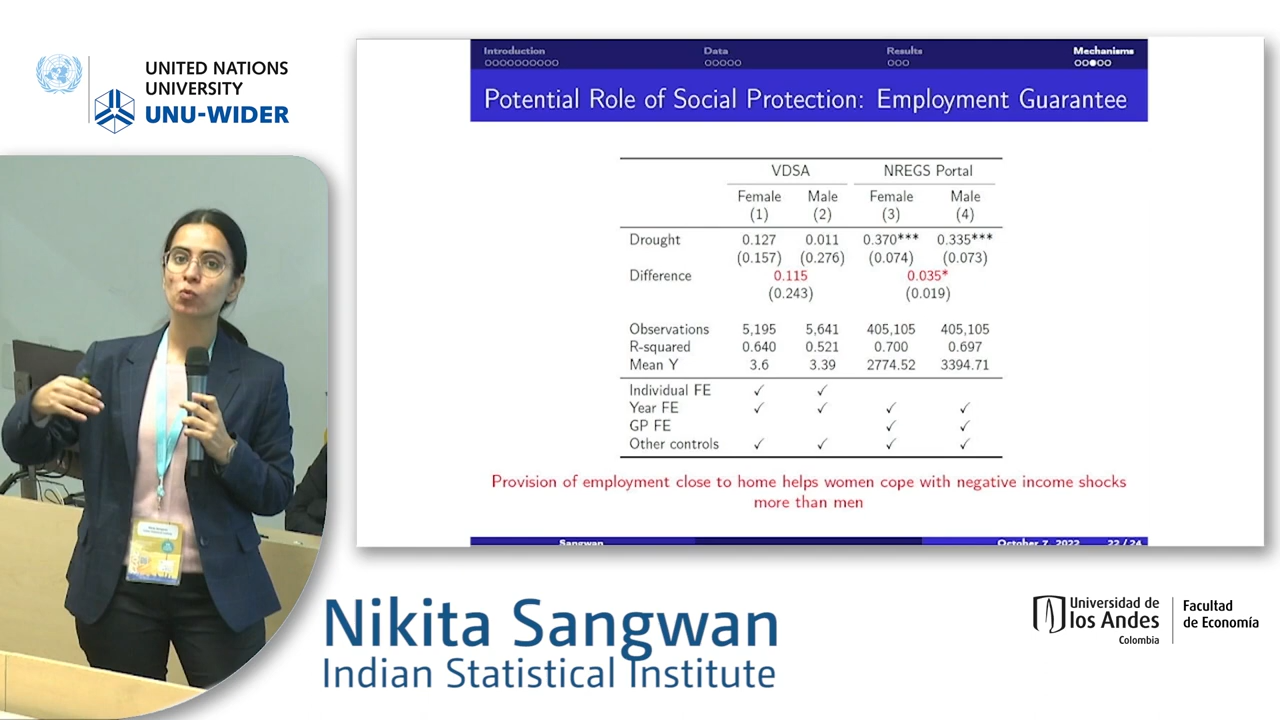 UNITED NATIONS
UNIVERSITY
UNU-WIDER
Introduction Data Results Mechanisms
Potential Role of Social Protection: Employment Guarantee
VDSA NREGS Portal
Female Male Female Male
(1) (2) (3) (4)
Drought 0.127 0.011 0.370*** 0.335***
(0.157) (0.276) (0.074) (0.073)
Difference 0.115 0.035*
(0.243) (0.019)
Observations 5,195 5,641 405,105 405,105
R-squared 0.640 0.521 0.700 0.697
Mean Y 3.6 3.39 2774.52 3394.71
Individual FE ✓ ✓
Year FE ✓ ✓ ✓ ✓
GP FE ✓ ✓
Other controls ✓ ✓ ✓ ✓
Provision of employment close to home helps women cope with negative income shocks
more than men
Sangwan October 7, 2022 22 / 24
Nikita Sangwan
Indian Statistical Institute
Universidad de
los Andes
Colombia
Facultad
de Economía